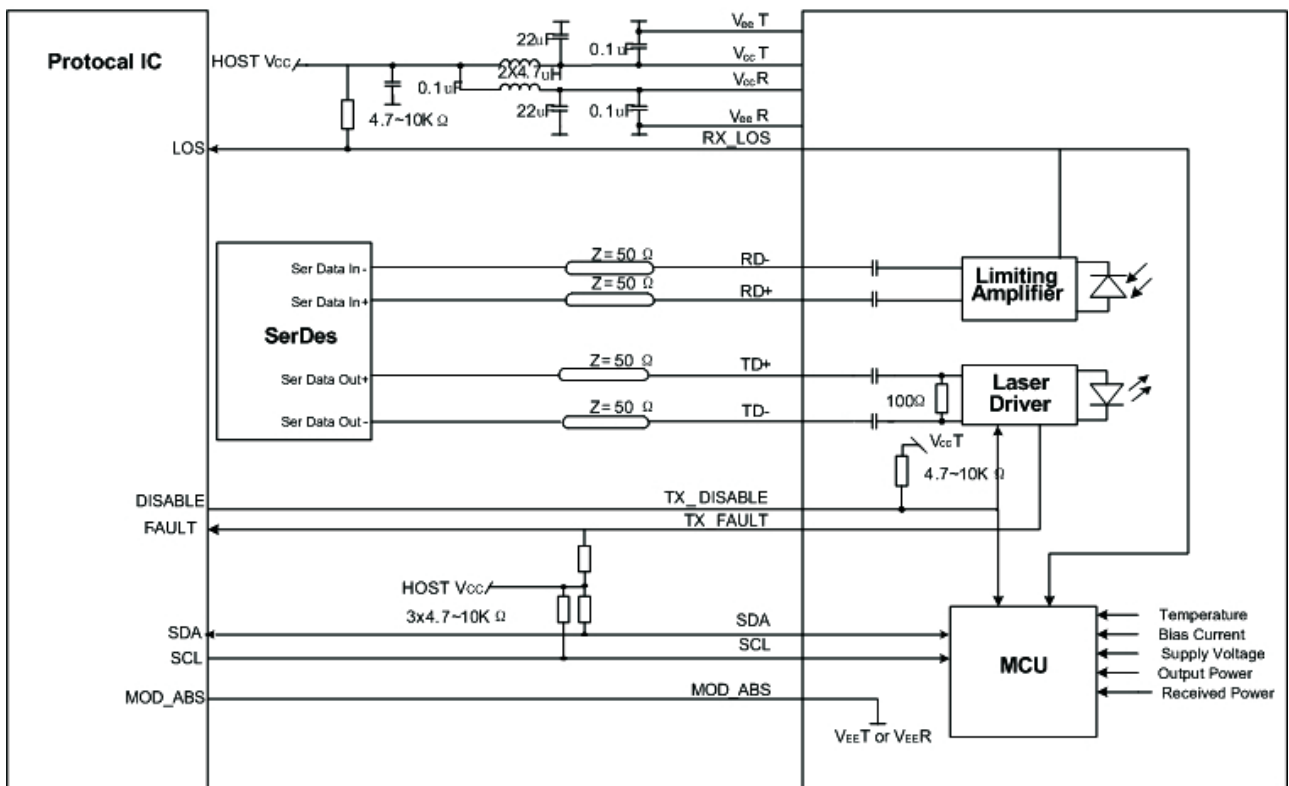 Protocal IC
HOST Vcc
22uF
0.1uF
2X4.7uH
0.1uF
22uF
0.1uF
4.7~10K Ω
Vee T
Vcc T
Vcc R
Vee R
LOS
RX_LOS
Ser Data In-
Ser Data In+
SerDes
Ser Data Out+
Ser Data Out-
Z=50 Ω
Z=50 Ω
Z=50 Ω
Z=50 Ω
RD-
RD+
TD+
TD-
Limiting
Amplifier
100Ω
Laser
Driver
VccT
4.7~10K Ω
DISABLE
TX_DISABLE
FAULT
TX_FAULT
HOST Vcc
3x4.7~10K Ω
SDA
SDA
SCL
SCL
MOD_ABS
MOD_ABS
VEET or VEER
MCU
Temperature
Bias Current
Supply Voltage
Output Power
Received Power